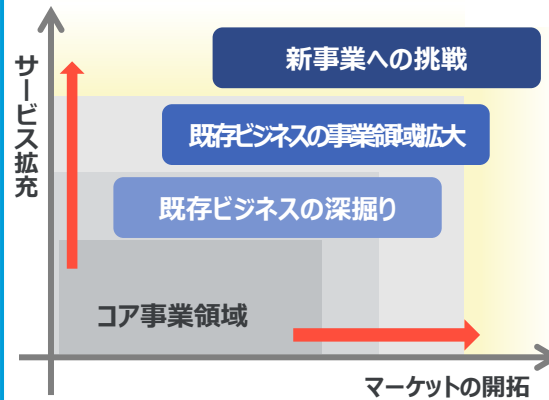 新事業への挑戦
サービス拡充
既存ビジネスの事業領域拡大
既存ビジネスの深掘り
コア事業領域
マーケットの開拓